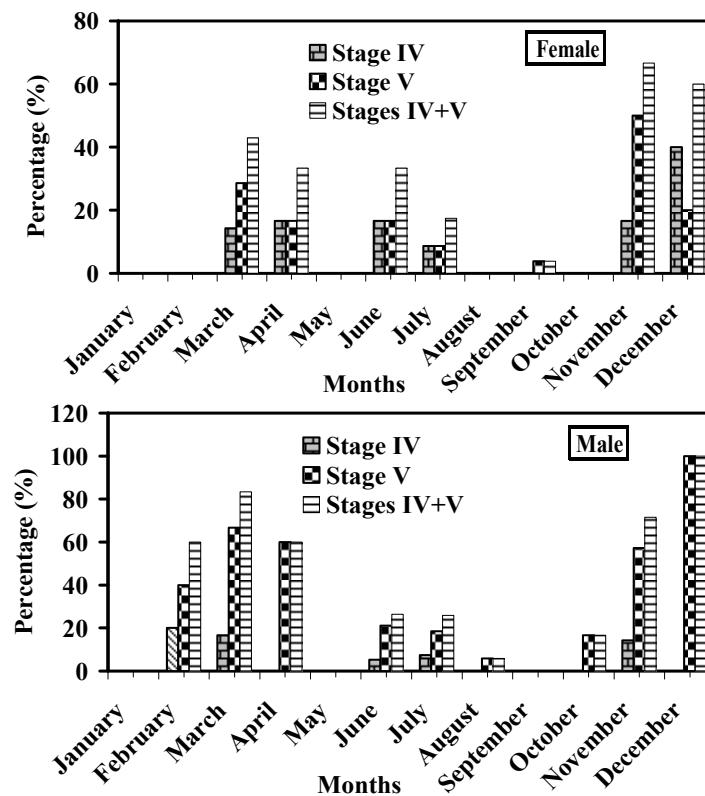 80
60
40
20
0
Percentage (%)
Female
Stage IV
Stage V
Stages IV+V
January
February
March
April
May
June
July
August
September
October
November
December
Months
120
100
80
60
40
20
0
Percentage (%)
Male
Stage IV
Stage V
Stages IV+V
January
February
March
April
May
June
July
August
September
October
November
December
Months